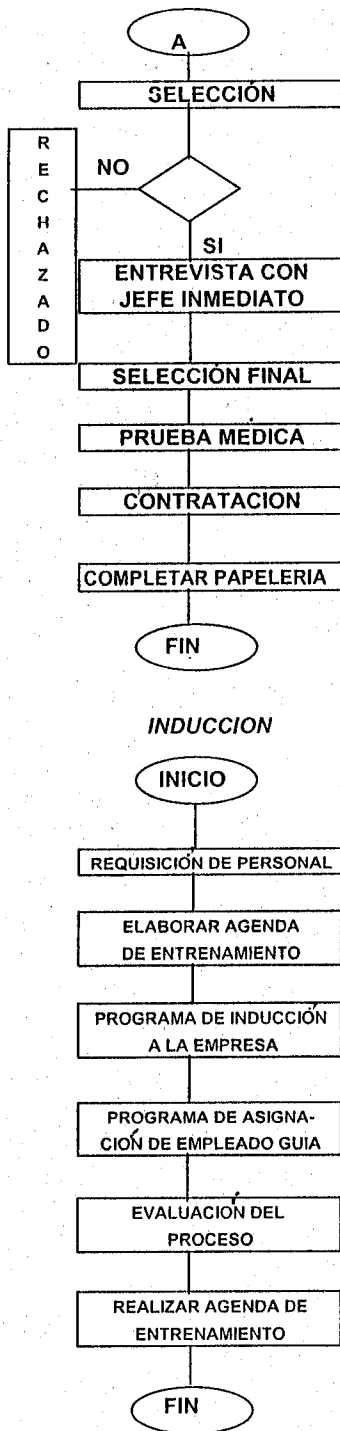 A
SELECCIÓN
R
E
C
H
A
Z
A
D
O
NO
SI
ENTREVISTA CON
JEFE INMEDIATO
SELECCIÓN FINAL
PRUEBA MÉDICA
CONTRATACION
COMPLETAR PAPELERIA
FIN
INDUCCION
INICIO
REQUISICIÓN DE PERSONAL
ELABORAR AGENDA
DE ENTRENAMIENTO
PROGRAMA DE INDUCCIÓN
A LA EMPRESA
PROGRAMA DE ASIGNA-
CIÓN DE EMPLEADO GUIA
EVALUACIÓN DEL
PROCESO
REALIZAR AGENDA DE
ENTRENAMIENTO
FIN